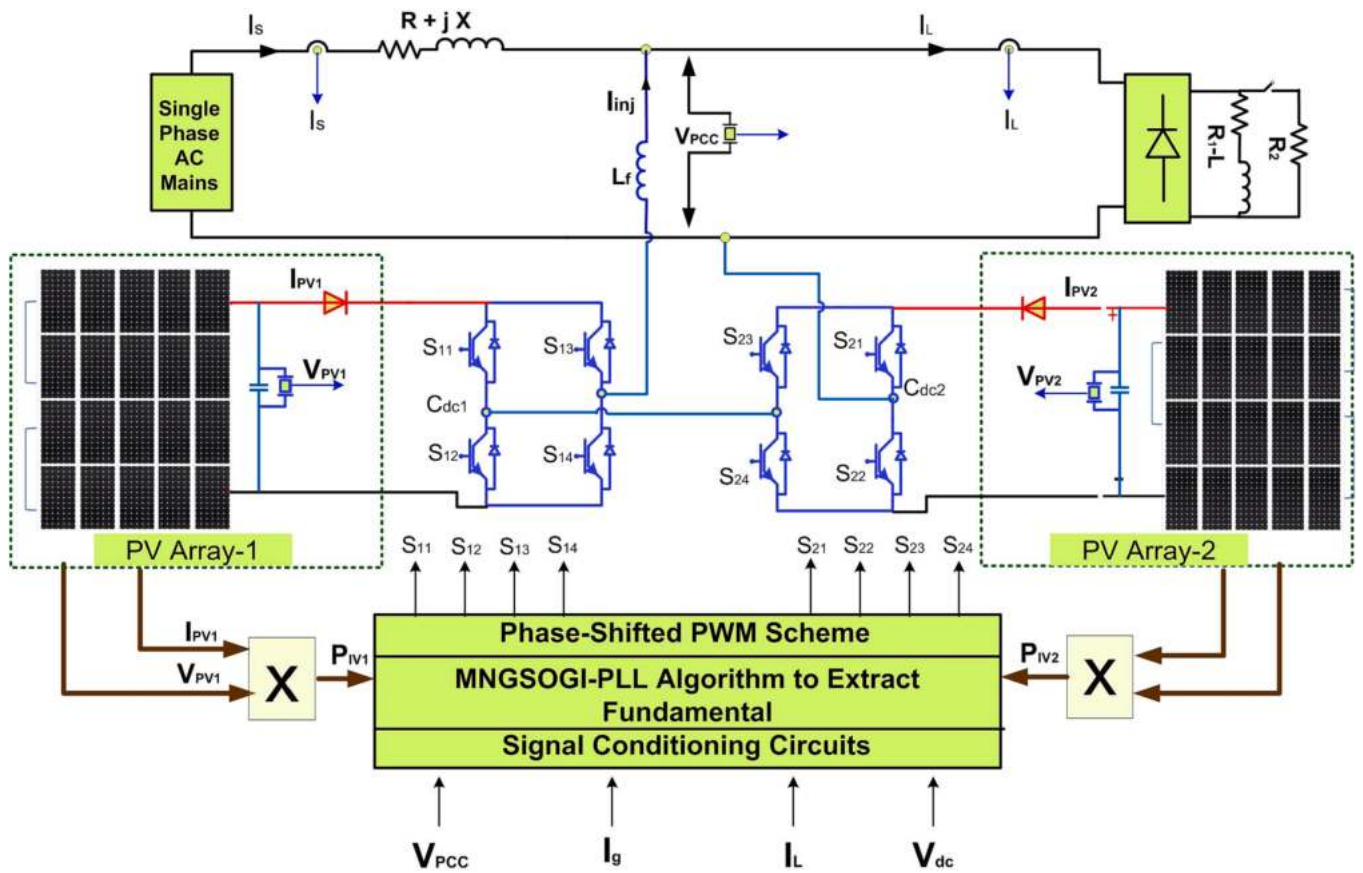 R + j X
IS
IL
Single
Phase
AC
Mains
IS
Iinj
VPCC
IL
R1-L
R2
Lf
IPV1
IPV2
S11
S13
S23
S21
VPV1
VPV2
Cdc1
Cdc2
S12
S14
S24
S22
+
-
PV Array-1
S11
S12
S13
S14
S21
S22
S23
S24
PV Array-2
IPV1
VPV1
X
PIV1
Phase-Shifted PWM Scheme
MNGSOGI-PLL Algorithm to Extract
Fundamental
Signal Conditioning Circuits
PIV2
X
VPCC
Ig
IL
Vdc